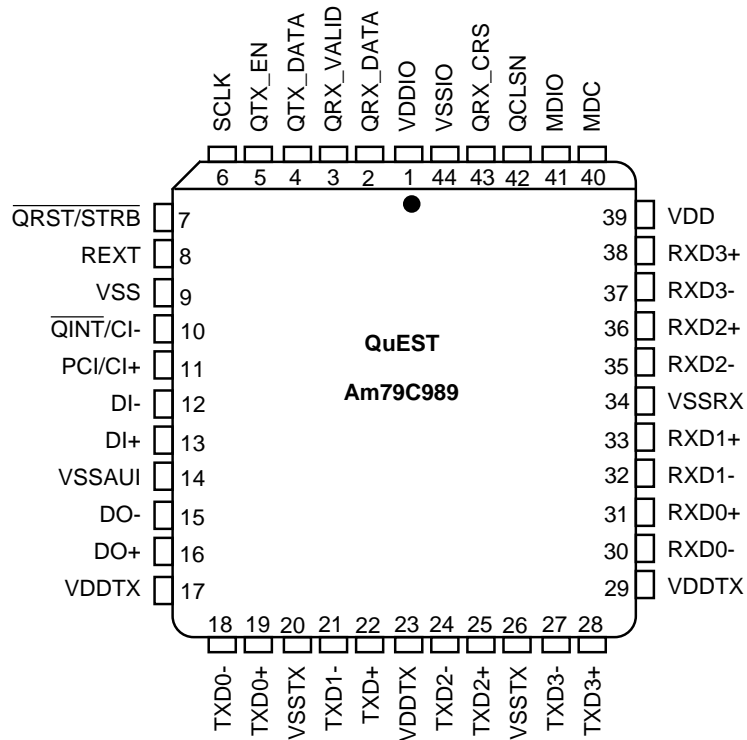 SCLK
QTX_EN
QTX_DATA
QRX_VALID
QRX_DATA
VDDIO
VSSIO
QRX_CRS
QCLSN
MDIO
MDC
6 5 4 3 2 1 44 43 42 41 40
QRST/STRB 7
REXT 8
VSS 9
QINT/CI- 10
PCI/CI+ 11
DI- 12
DI+ 13
VSSAUI 14
DO- 15
DO+ 16
VDDTX 17
QuEST
Am79C989
39 VDD
38 RXD3+
37 RXD3-
36 RXD2+
35 RXD2-
34 VSSRX
33 RXD1+
32 RXD1-
31 RXD0+
30 RXD0-
29 VDDTX
18 19 20 21 22 23 24 25 26 27 28
TXD0-
TXD0+
VSSTX
TXD1-
TXD+
VDDTX
TXD2-
TXD2+
VSSTX
TXD3-
TXD3+